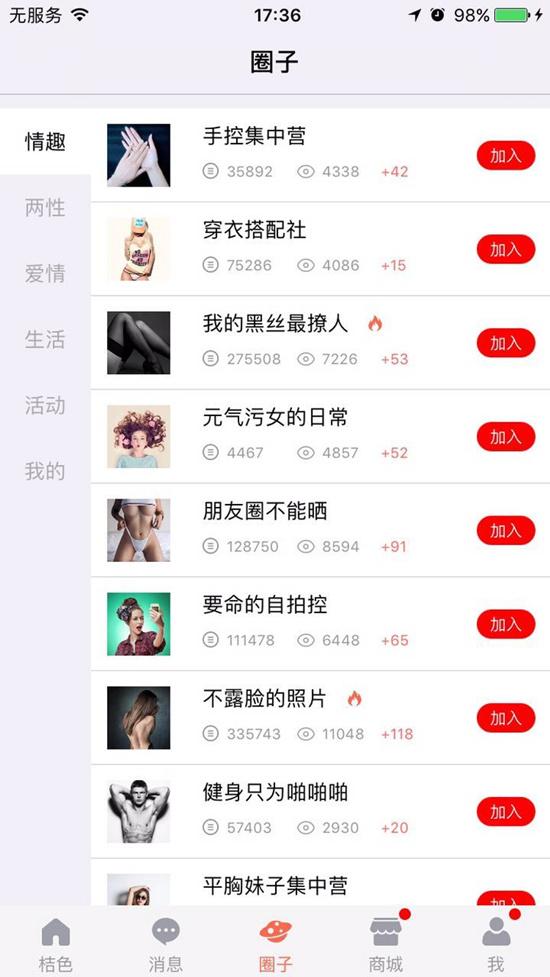 无服务 17:36 98%
圈子
情趣
两性
爱情
生活
活动
我的
手控集中营
35892 4338 +42
加入
穿衣搭配社
75286 4086 +15
加入
我的黑丝最撩人
275508 7226 +53
加入
元气污女的日常
4467 4857 +52
加入
朋友圈不能晒
128750 8594 +91
加入
要命的自拍控
111478 6448 +65
加入
不露脸的照片
335743 11048 +118
加入
健身只为啪啪啪
57403 2930 +20
加入
平胸妹子集中营
加入
桔色 消息 圈子 商城 我